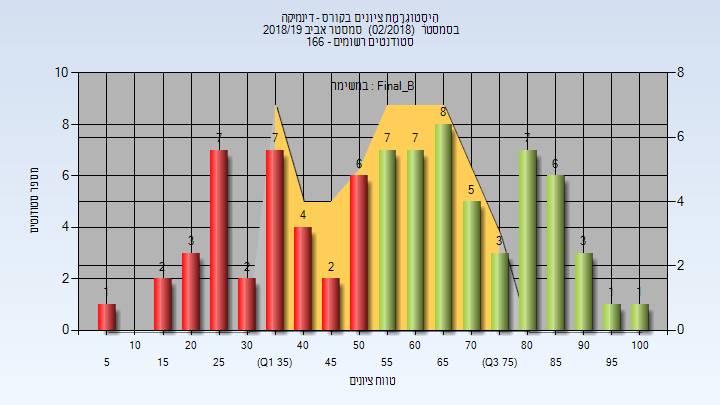 היסטוגרמת ציונים בקורס - דינמיקה
בסמסטר (02/2018) סמסטר אביב 2018/19
סטודנטים רשומים - 166
במשימה : Final_B
10 8
8 6
6 4
4 2
2 0
0
מספר סטודנטים
1 2 3 7 2 7 4 2 6 7 7 8 5 3 7 6 3 1 1
10 20 30 40 50 60 70 80 90 100
5 15 25 (Q1 35) 45 55 65 (Q3 75) 85 95
טווח ציונים